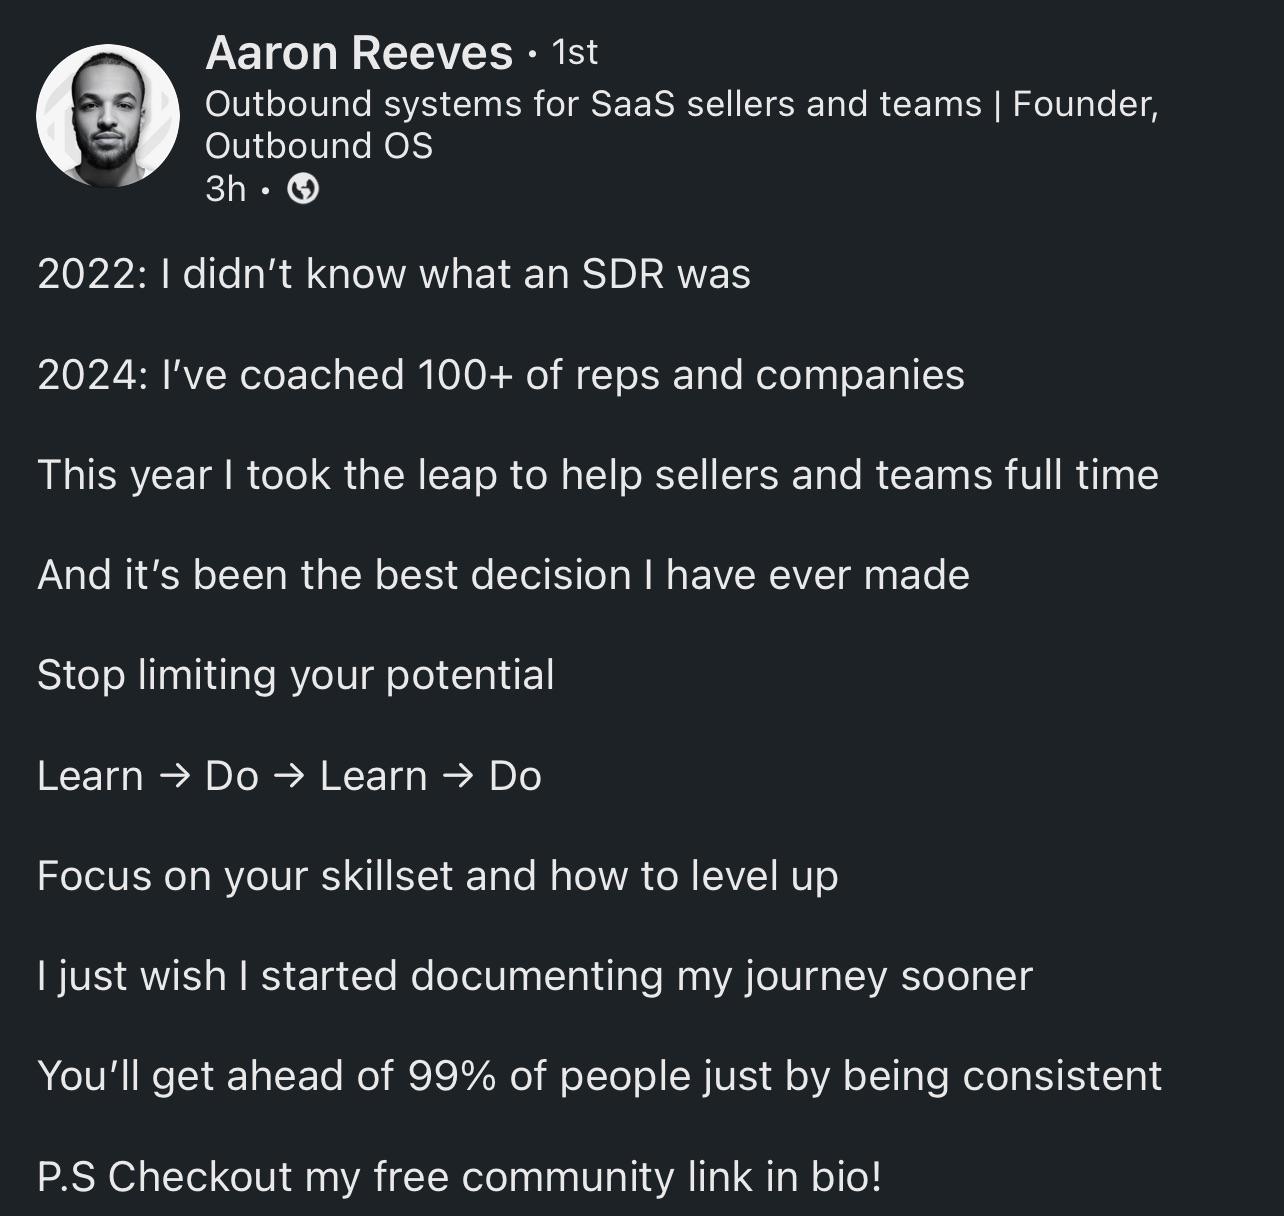 Aaron Reeves • 1st
Outbound systems for SaaS sellers and teams | Founder,
Outbound OS
3h •
2022: I didn’t know what an SDR was
2024: I’ve coached 100+ of reps and companies
This year I took the leap to help sellers and teams full time
And it’s been the best decision I have ever made
Stop limiting your potential
Learn → Do → Learn → Do
Focus on your skillset and how to level up
I just wish I started documenting my journey sooner
You’ll get ahead of 99% of people just by being consistent
P.S Checkout my free community link in bio!